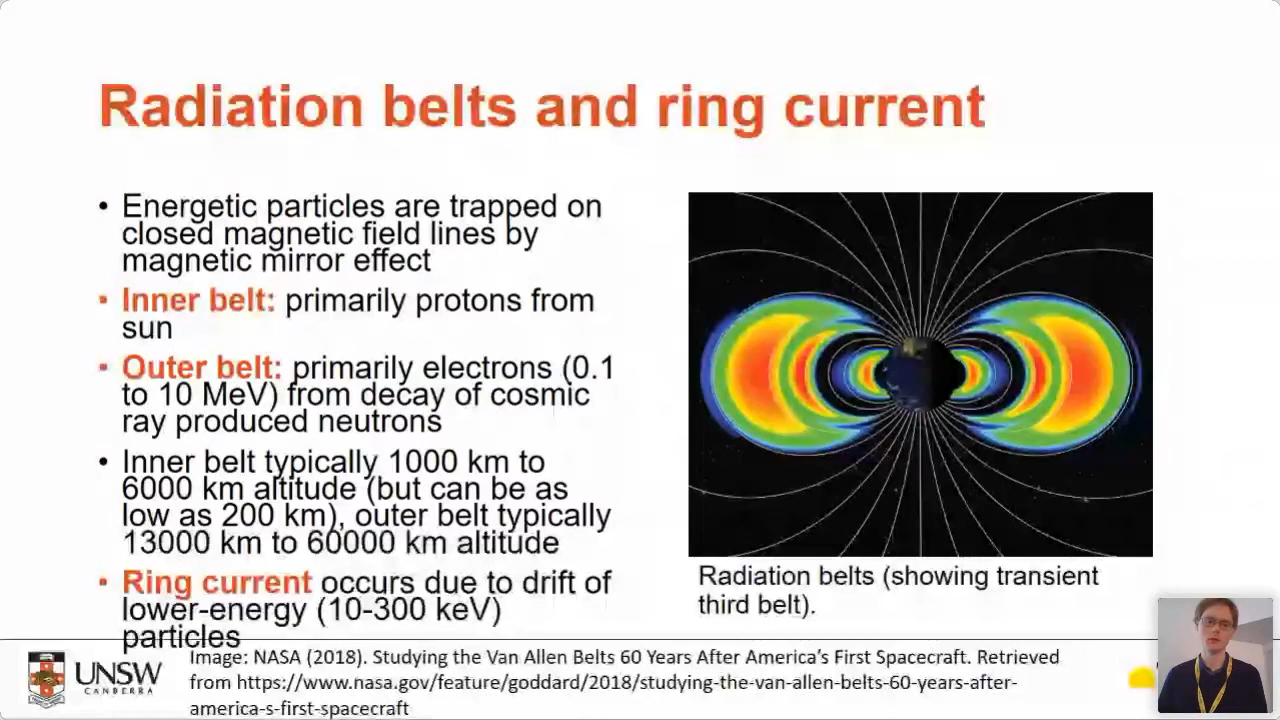 Radiation belts and ring current
• Energetic particles are trapped on
closed magnetic field lines by
magnetic mirror effect
• Inner belt: primarily protons from
sun
• Outer belt: primarily electrons (0.1
to 10 MeV) from decay of cosmic
ray produced neutrons
• Inner belt typically 1000 km to
6000 km altitude (but can be as
low as 200 km), outer belt typically
13000 km to 60000 km altitude
• Ring current occurs due to drift of
lower-energy (10-300 keV)
particles
Radiation belts (showing transient
third belt).
UNSW
CANBERRA
Image: NASA (2018). Studying the Van Allen Belts 60 Years After America’s First Spacecraft. Retrieved
from https://www.nasa.gov/feature/goddard/2018/studying-the-van-allen-belts-60-years-after-
america-s-first-spacecraft